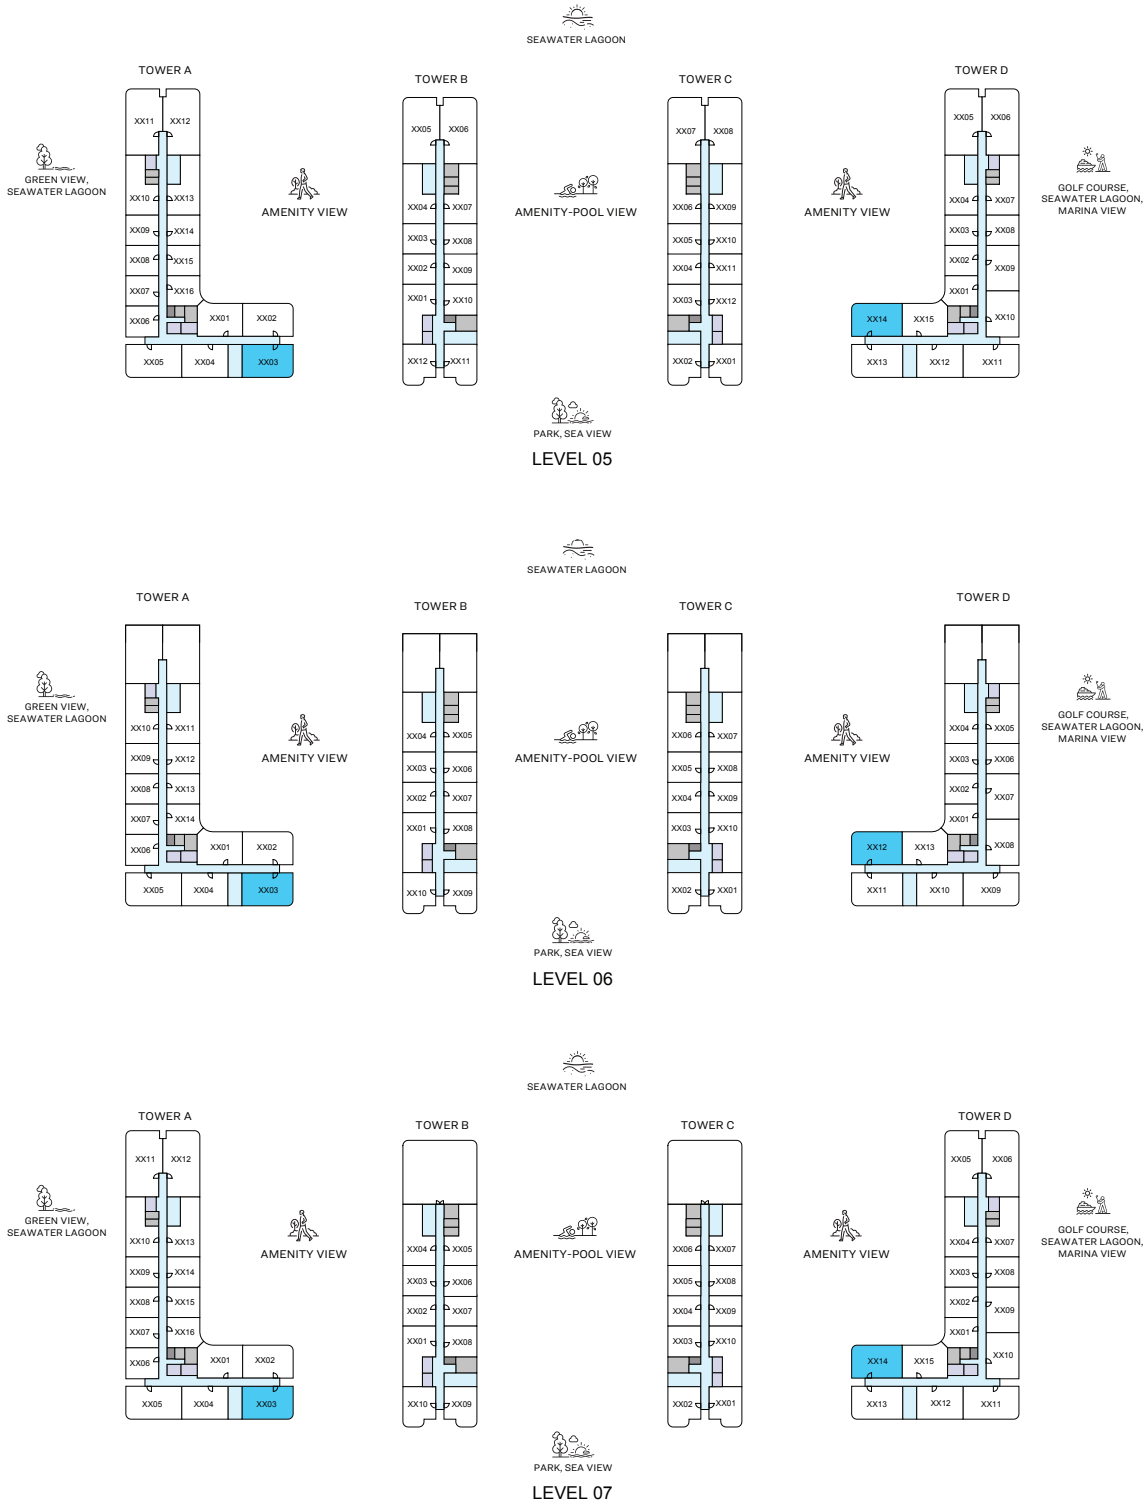 SEAWATER LAGOON
TOWER A
TOWER B
TOWER C
TOWER D
XX11 XX12
XX05 XX06
XX07 XX08
XX05 XX06
GREEN VIEW,
SEAWATER LAGOON
AMENITY VIEW
AMENITY-POOL VIEW
AMENITY VIEW
GOLF COURSE,
SEAWATER LAGOON,
MARINA VIEW
XX10 XX13
XX04 XX07
XX06 XX09
XX04 XX07
XX09 XX14
XX03 XX08
XX05 XX10
XX03 XX08
XX08 XX15
XX02 XX09
XX04 XX11
XX02 XX09
XX07 XX16
XX01 XX10
XX03 XX12
XX01
XX06 XX01 XX02
XX14 XX15 XX10
XX05 XX04 XX03
XX12 XX11
XX02 XX01
XX13 XX12 XX11
PARK, SEA VIEW
LEVEL 05
SEAWATER LAGOON
TOWER A
TOWER B
TOWER C
TOWER D
GREEN VIEW,
SEAWATER LAGOON
AMENITY VIEW
AMENITY-POOL VIEW
AMENITY VIEW
GOLF COURSE,
SEAWATER LAGOON,
MARINA VIEW
XX10 XX11
XX04 XX05
XX06 XX07
XX04 XX05
XX09 XX12
XX03 XX06
XX05 XX08
XX03 XX06
XX08 XX13
XX02 XX07
XX04 XX09
XX02 XX07
XX07 XX14
XX01 XX08
XX03 XX10
XX01
XX06 XX01 XX02
XX12 XX13 XX08
XX05 XX04 XX03
XX10 XX09
XX02 XX01
XX11 XX10 XX09
PARK, SEA VIEW
LEVEL 06
SEAWATER LAGOON
TOWER A
TOWER B
TOWER C
TOWER D
XX11 XX12
XX05 XX06
GREEN VIEW,
SEAWATER LAGOON
AMENITY VIEW
AMENITY-POOL VIEW
AMENITY VIEW
GOLF COURSE,
SEAWATER LAGOON,
MARINA VIEW
XX10 XX13
XX04 XX05
XX06 XX07
XX04 XX07
XX09 XX14
XX03 XX06
XX05 XX08
XX03 XX08
XX08 XX15
XX02 XX07
XX04 XX09
XX02 XX09
XX07 XX16
XX01 XX08
XX03 XX10
XX01
XX06 XX01 XX02
XX14 XX15 XX10
XX05 XX04 XX03
XX10 XX09
XX02 XX01
XX13 XX12 XX11
PARK, SEA VIEW
LEVEL 07